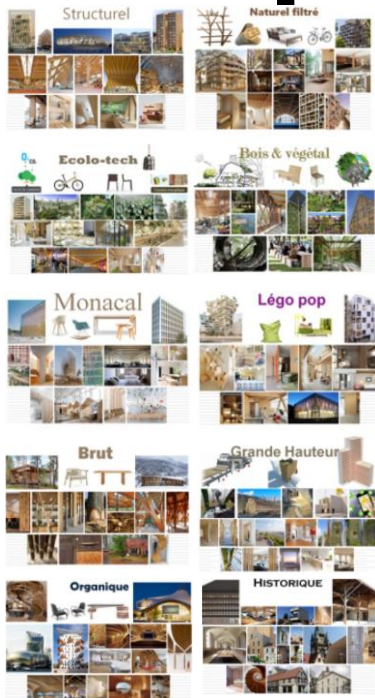 Structurel
Naturel filtré
Ecolo-tech
Bois & végétal
Monacal
Légo pop
Brut
Grande Hauteur
Organique
HISTORIQUE